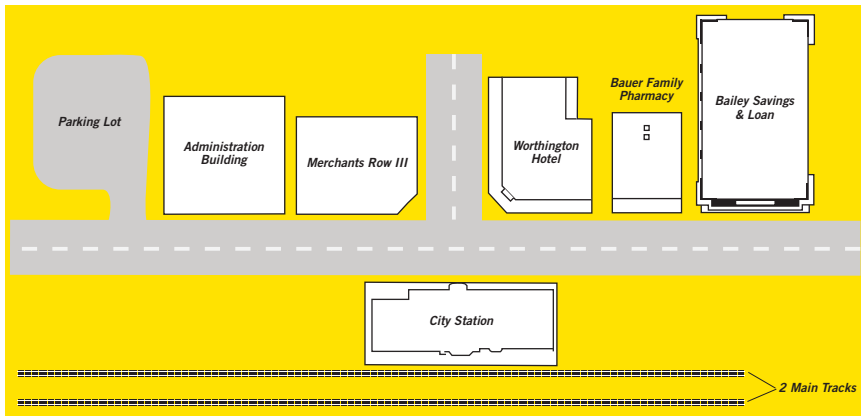 Bauer Family
Pharmacy
Parking Lot
Bailey Savings
& Loan
Administration
Building
Merchants Row III
Worthington
Hotel
City Station
2 Main Tracks